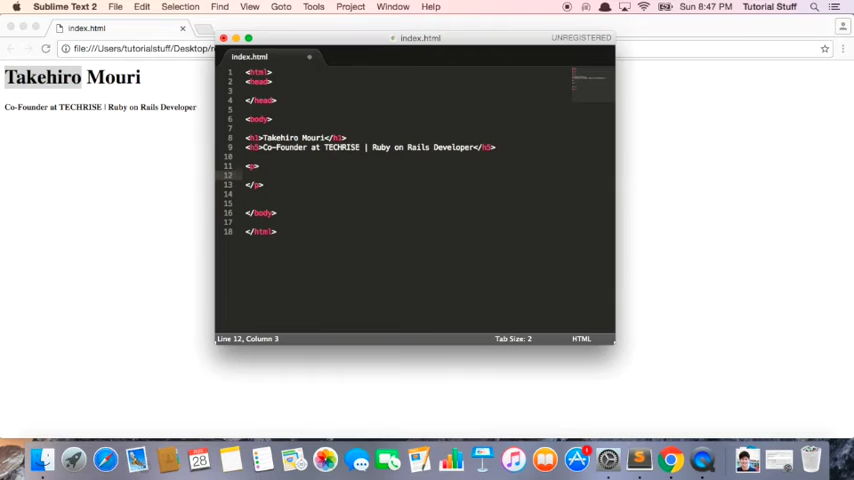 Sublime Text 2 File Edit Selection Find View Goto Tools Project Window Help Sun 8:47 PM Tutorial Stuff
index.html
file:///Users/tutorialstuff/Desktop/r
Takehiro Mouri
Co-Founder at TECHRISE | Ruby on Rails Developer
index.html UNREGISTERED
index.html
1 <html>
2 <head>
3
4 </head>
5
6 <body>
7
8 <h1>Takehiro Mouri</h1>
9 <h5>Co-Founder at TECHRISE | Ruby on Rails Developer</h5>
10
11 <p>
12
13 </p>
14
15
16 </body>
17
18 </html>
Line 12, Column 3 Tab Size: 2 HTML
AUG
28
1